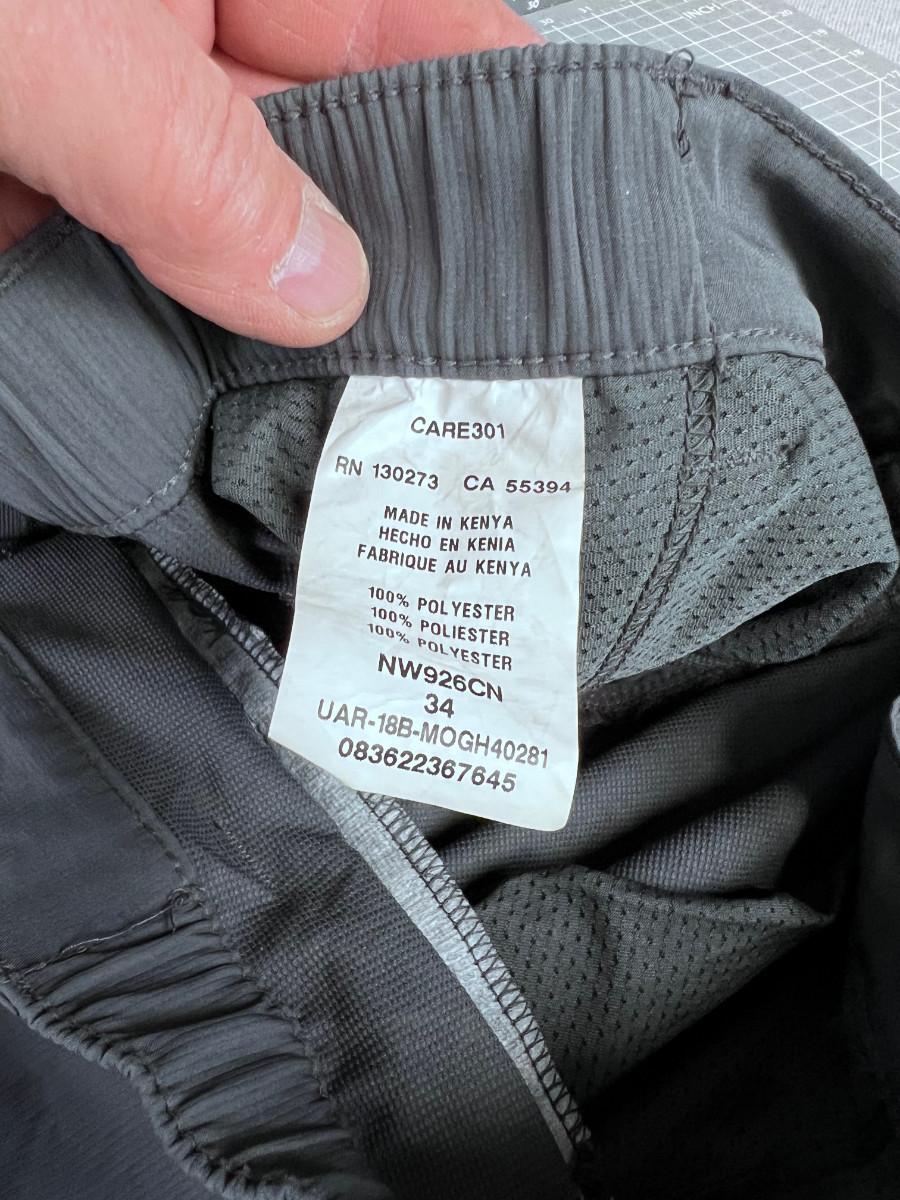 INCH
CARE301
RN 130273 CA 55394
MADE IN KENYA
HECHO EN KENIA
FABRIQUE AU KENYA
100% POLYESTER
100% POLIESTER
100% POLYESTER
NW926CN
34
UAR-18B-MOGH40281
083622367645